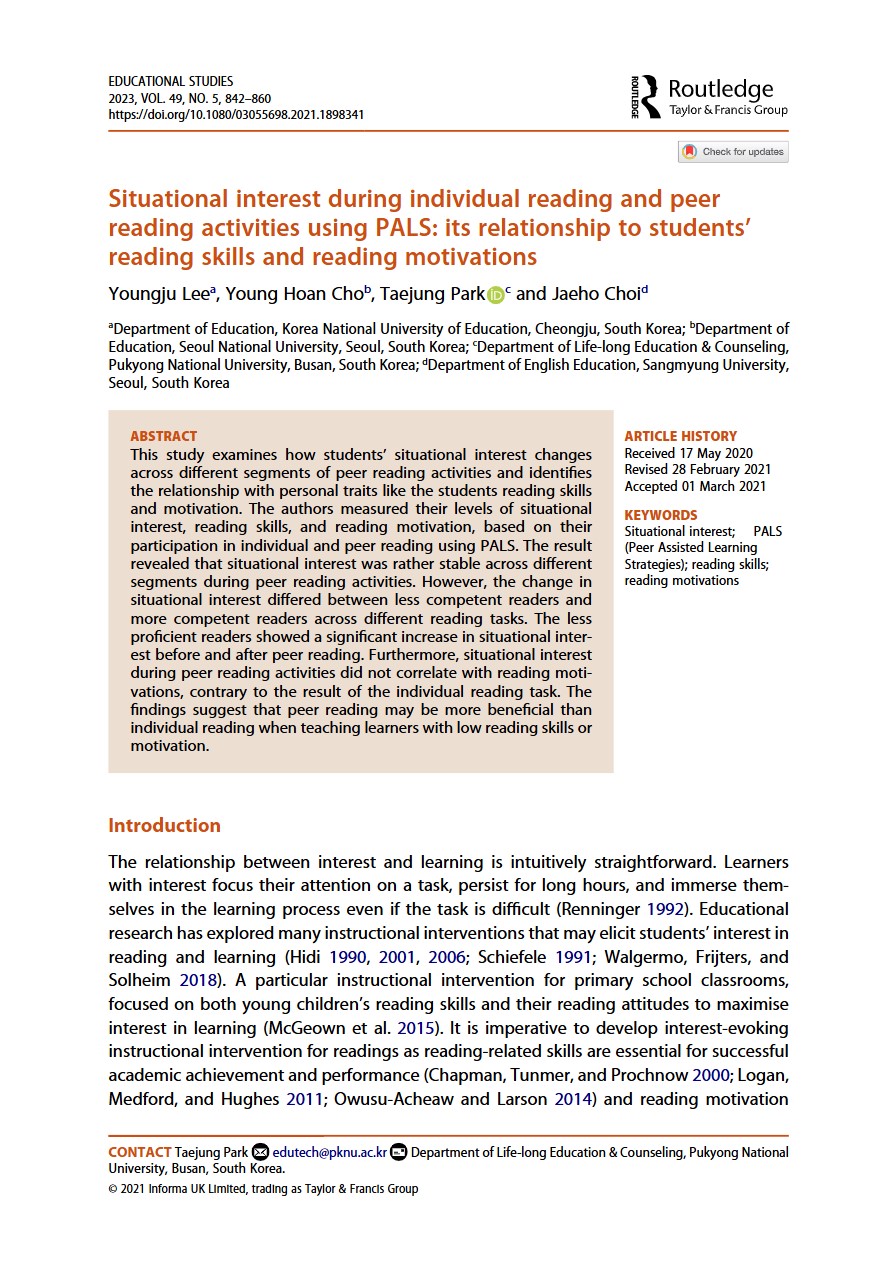 EDUCATIONAL STUDIES
2023, VOL. 49, NO. 5, 842–860
https://doi.org/10.1080/03055698.2021.1898341
ROUTLEDGE
Routledge
Taylor & Francis Group
Check for updates
Situational interest during individual reading and peer
reading activities using PALS: its relationship to students’
reading skills and reading motivations
Youngju Leea, Young Hoan Chob, Taejung Park iD c and Jaeho Choid
aDepartment of Education, Korea National University of Education, Cheongju, South Korea; bDepartment of
Education, Seoul National University, Seoul, South Korea; cDepartment of Life-long Education & Counseling,
Pukyong National University, Busan, South Korea; dDepartment of English Education, Sangmyung University,
Seoul, South Korea
ABSTRACT
This study examines how students’ situational interest changes
across different segments of peer reading activities and identifies
the relationship with personal traits like the students reading skills
and motivation. The authors measured their levels of situational
interest, reading skills, and reading motivation, based on their
participation in individual and peer reading using PALS. The result
revealed that situational interest was rather stable across different
segments during peer reading activities. However, the change in
situational interest differed between less competent readers and
more competent readers across different reading tasks. The less
proficient readers showed a significant increase in situational inter-
est before and after peer reading. Furthermore, situational interest
during peer reading activities did not correlate with reading moti-
vations, contrary to the result of the individual reading task. The
findings suggest that peer reading may be more beneficial than
individual reading when teaching learners with low reading skills or
motivation.
ARTICLE HISTORY
Received 17 May 2020
Revised 28 February 2021
Accepted 01 March 2021
KEYWORDS
Situational interest; PALS
(Peer Assisted Learning
Strategies); reading skills;
reading motivations
Introduction
The relationship between interest and learning is intuitively straightforward. Learners
with interest focus their attention on a task, persist for long hours, and immerse them-
selves in the learning process even if the task is difficult (Renninger 1992). Educational
research has explored many instructional interventions that may elicit students’ interest in
reading and learning (Hidi 1990, 2001, 2006; Schiefele 1991; Walgermo, Frijters, and
Solheim 2018). A particular instructional intervention for primary school classrooms,
focused on both young children’s reading skills and their reading attitudes to maximise
interest in learning (McGeown et al. 2015). It is imperative to develop interest-evoking
instructional intervention for readings as reading-related skills are essential for successful
academic achievement and performance (Chapman, Tunmer, and Prochnow 2000; Logan,
Medford, and Hughes 2011; Owusu-Acheaw and Larson 2014) and reading motivation
CONTACT Taejung Park edutech@pknu.ac.kr Department of Life-long Education & Counseling, Pukyong National
University, Busan, South Korea.
© 2021 Informa UK Limited, trading as Taylor & Francis Group